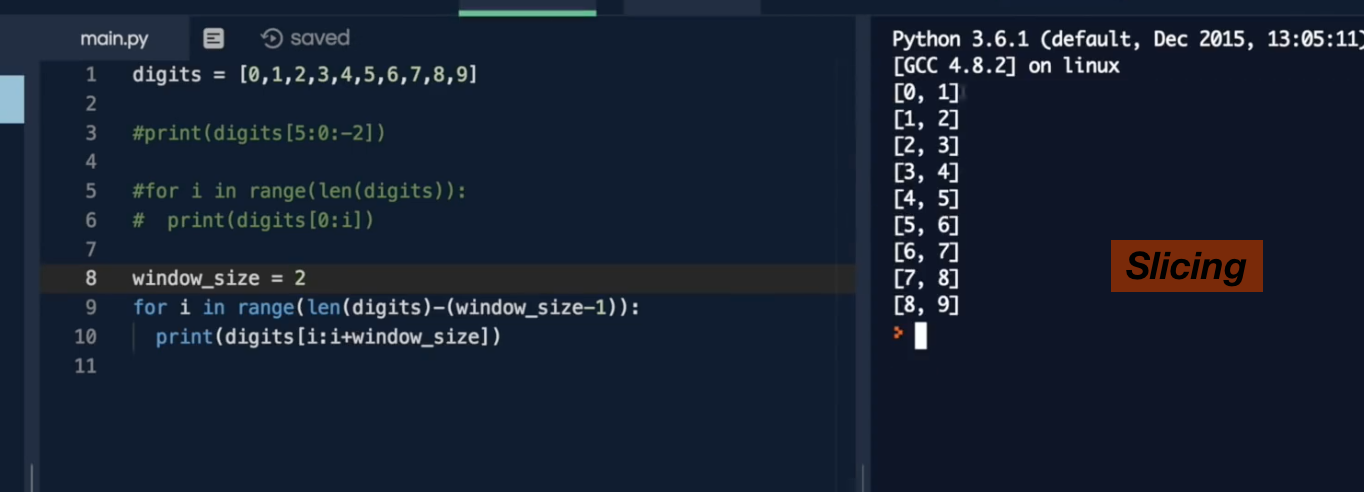 main.py saved
1 digits = [0,1,2,3,4,5,6,7,8,9]
2
3 #print(digits[5:0:-2])
4
5 #for i in range(len(digits)):
6 #  print(digits[0:i])
7
8 window_size = 2
9 for i in range(len(digits)-(window_size-1)):
10   print(digits[i:i+window_size])
11
Python 3.6.1 (default, Dec 2015, 13:05:11)
[GCC 4.8.2] on linux
[0, 1]
[1, 2]
[2, 3]
[3, 4]
[4, 5]
[5, 6]
[6, 7]
[7, 8]
[8, 9]
>
Slicing